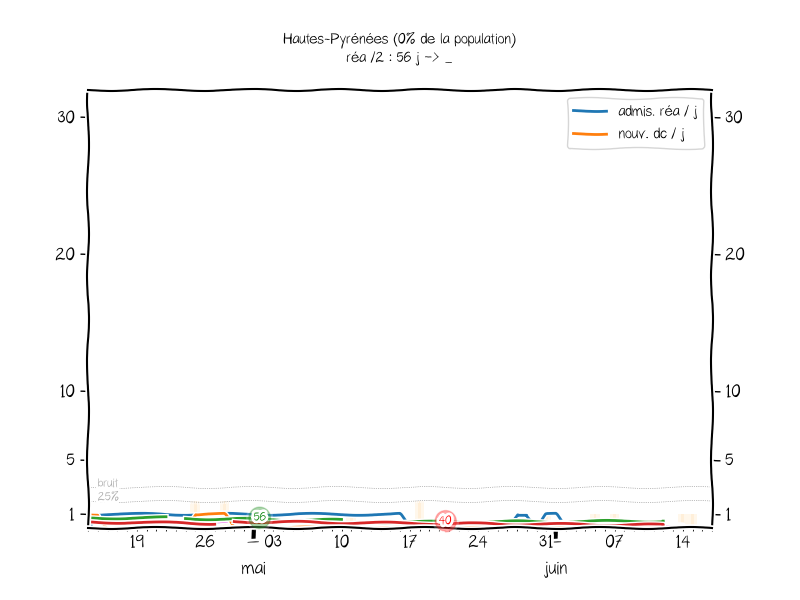 Hautes-Pyrénées (0% de la population)
réa /2 : 56 j -> _
admis. réa / j
nouv. dc / j
30
30
20
20
10
10
5
5
bruit
25%
1
1
56
40
19 26 03 10 17 24 31 07 14
mai juin